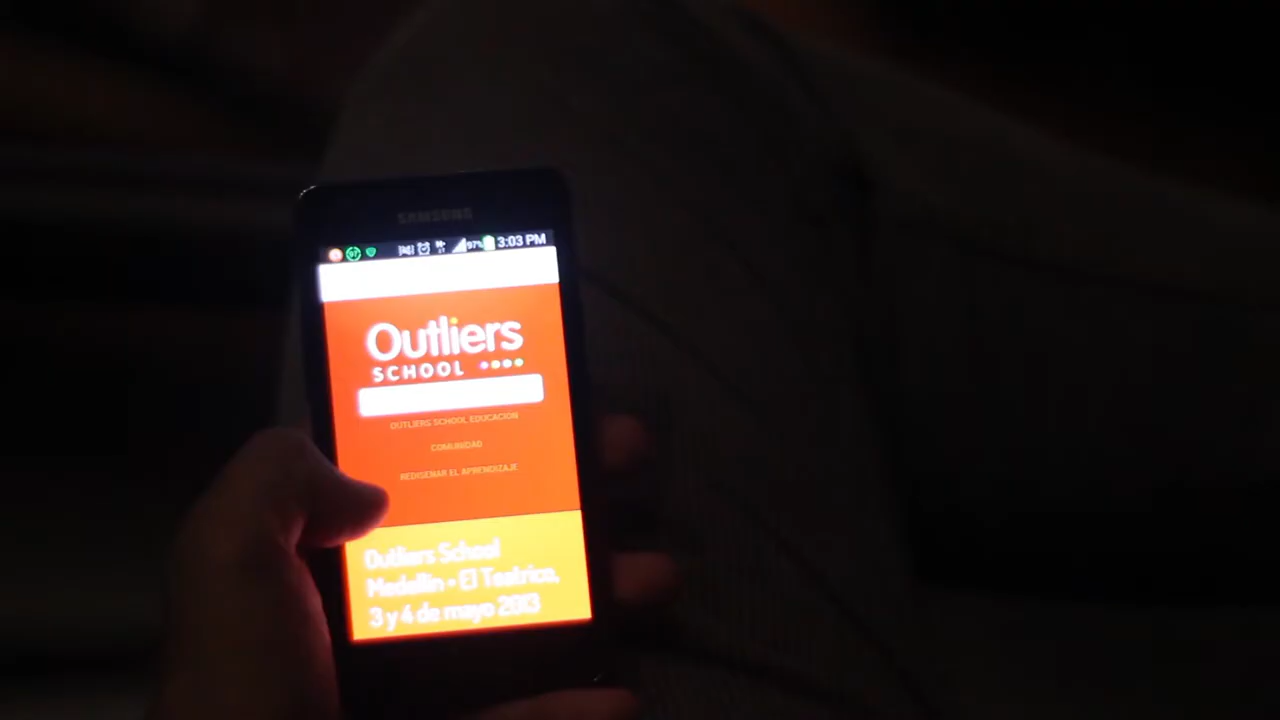 SAMSUNG
97% 3:03 PM
Outliers
SCHOOL
OUTLIERS SCHOOL EDUCACION
COMUNIDAD
REDISEÑAR EL APRENDIZAJE
Outliers School
Medellín • El Teatrico,
3 y 4 de mayo 2013